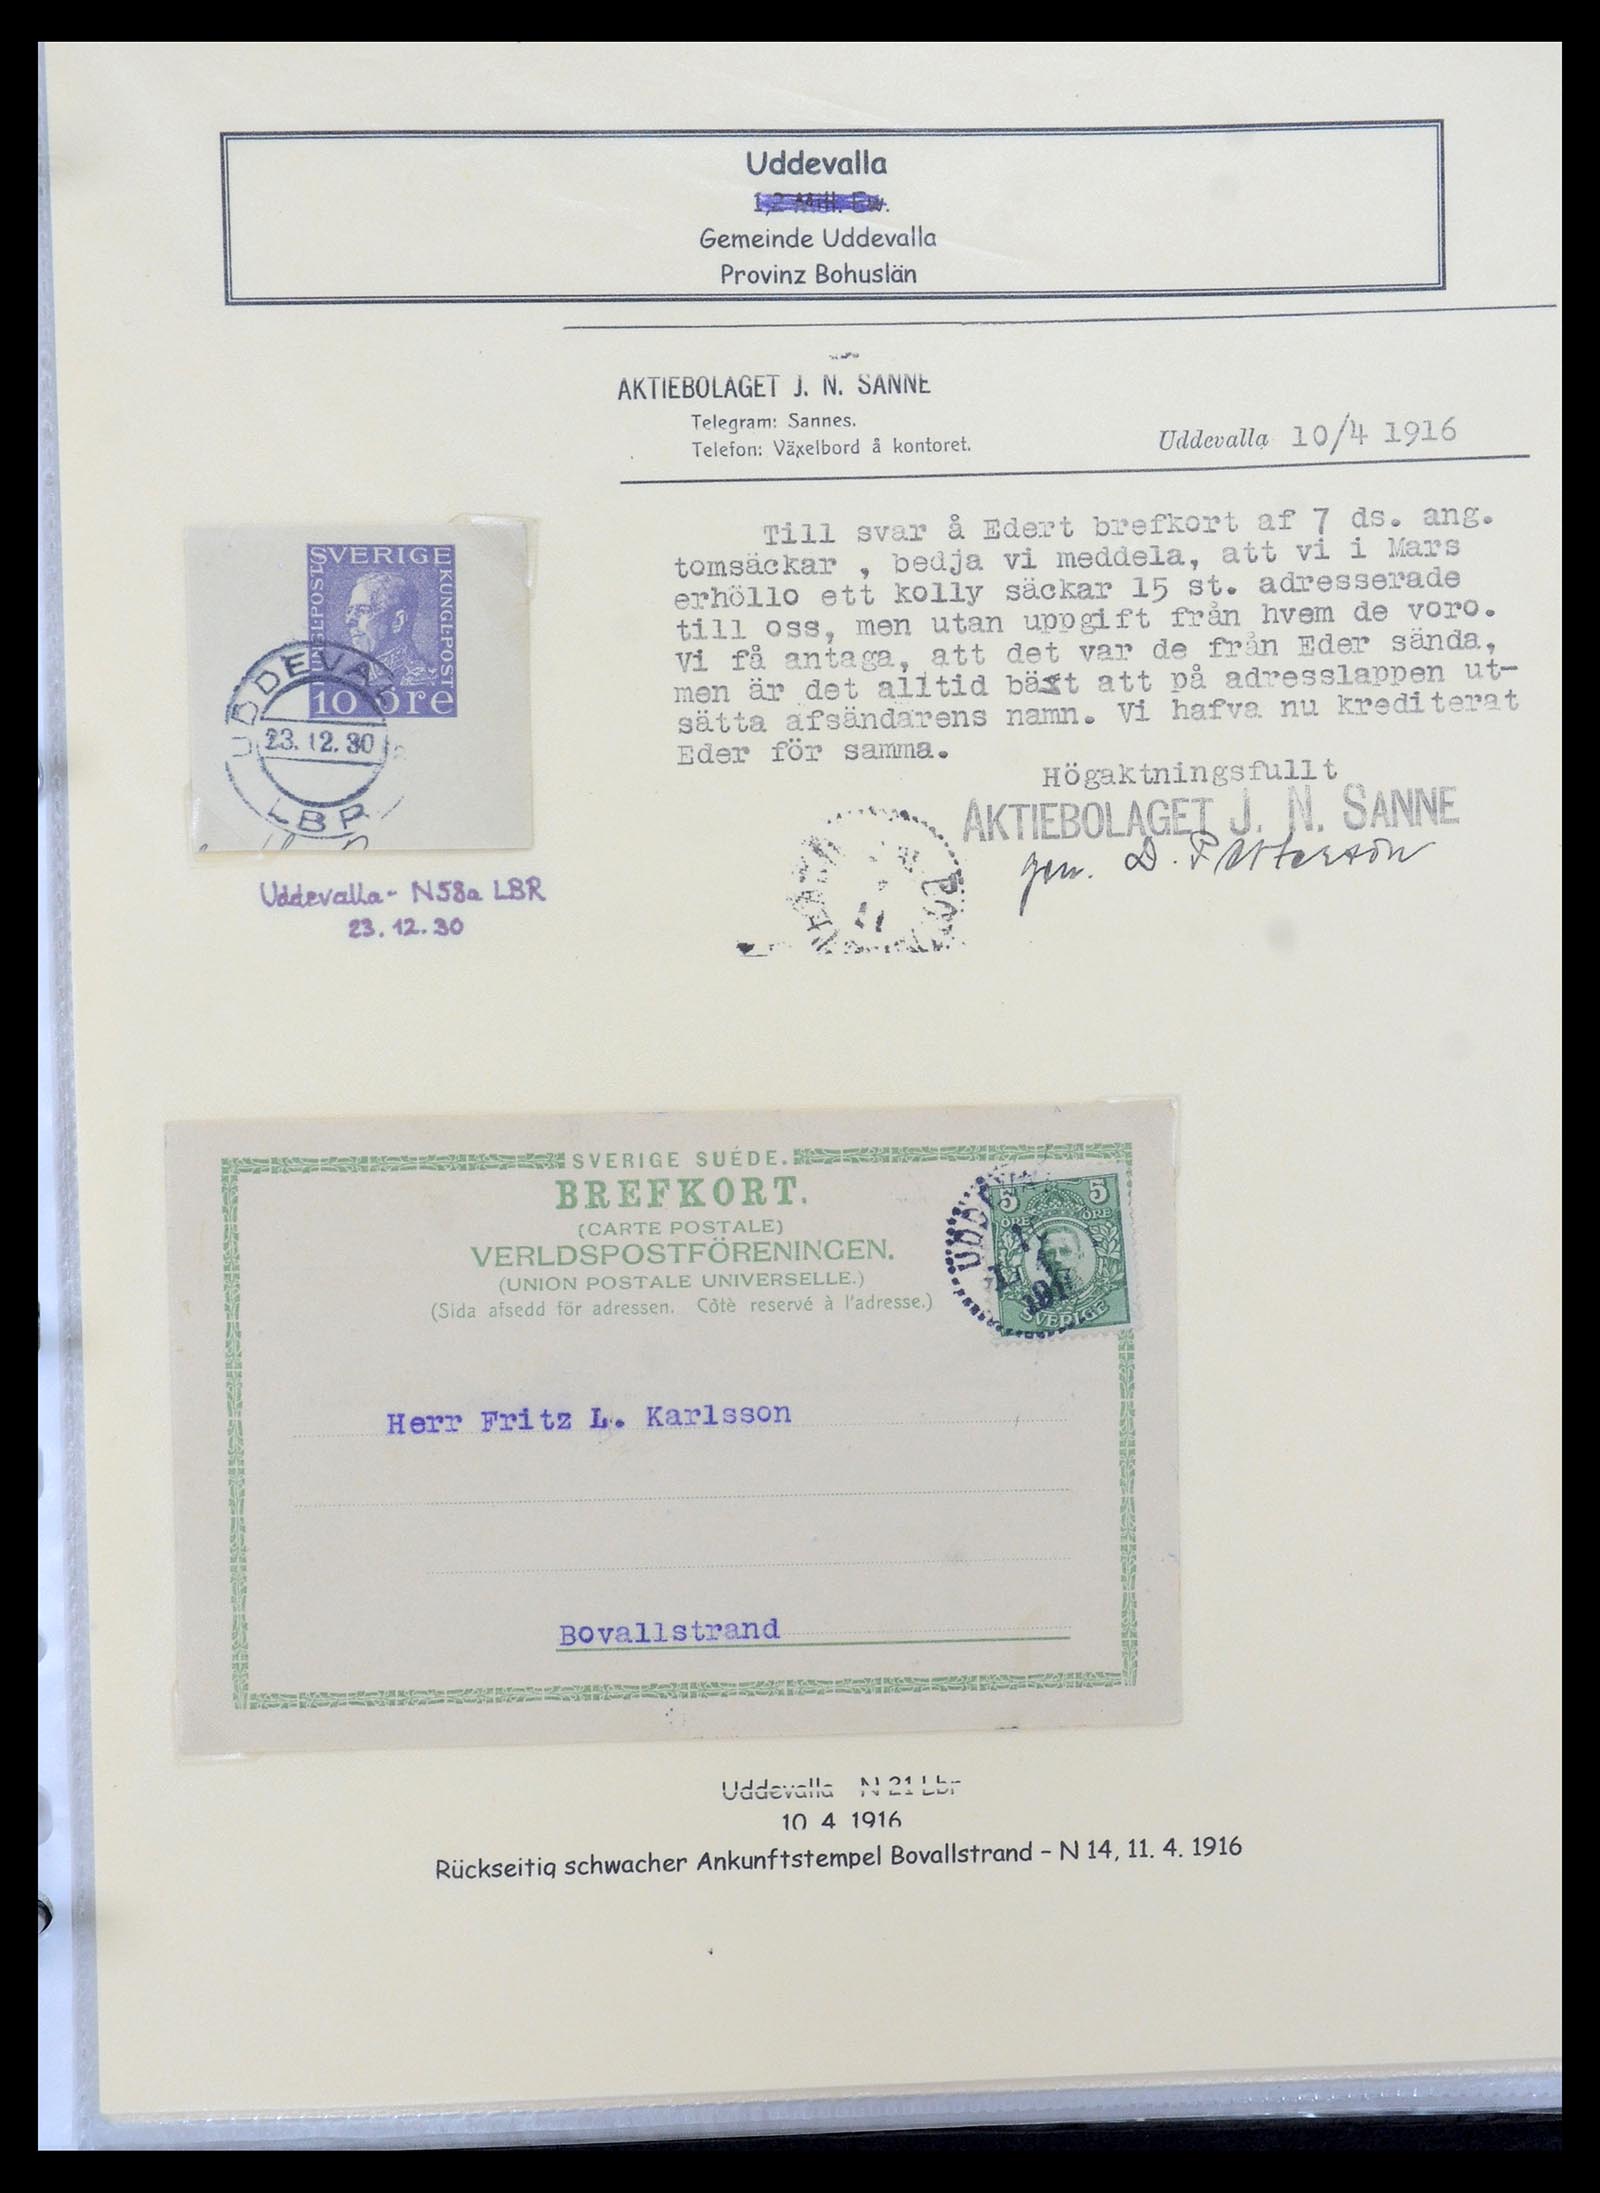 Uddevalla
1,2 Mill. Ew.
Gemeinde Uddevalla
Provinz Bohuslän
AKTIEBOLAGET J. N. SANNE
Telegram: Sannes.
Telefon: Växelbord å kontoret.
Uddevalla 10/4 1916
Till svar å Edert brefkort af 7 ds. ang.
tomsäckar , bedja vi meddela, att vi i Mars
erhöllo ett kolly säckar 15 st. adresserade
till oss, men utan uppgift från hvem de voro.
Vi få antaga, att det var de från Eder sända,
men är det alltid bäst att på adresslappen ut-
sätta afsändarens namn. Vi hafva nu krediterat
Eder för samma.
Högaktningsfullt
AKTIEBOLAGET J. N. SANNE
gm. D. Petterson
SVERIGE
KUNGL.POST
10 öre
UDDEVALLA
23.12.30
LBR
Uddevalla - N58a LBR
23.12.30
SVERIGE SUÉDE.
BREFKORT.
(CARTE POSTALE)
VERLDSPOSTFÖRENINGEN.
(UNION POSTALE UNIVERSELLE.)
(Sida afsedd för adressen. Côtè reservé à l'adresse.)
5 5
ÖRE ÖRE
SVERIGE
Herr Fritz L. Karlsson
Bovallstrand
Uddevalla N 21 Lbr
10 4 1916
Rückseitig schwacher Ankunftstempel Bovallstrand – N 14, 11. 4. 1916